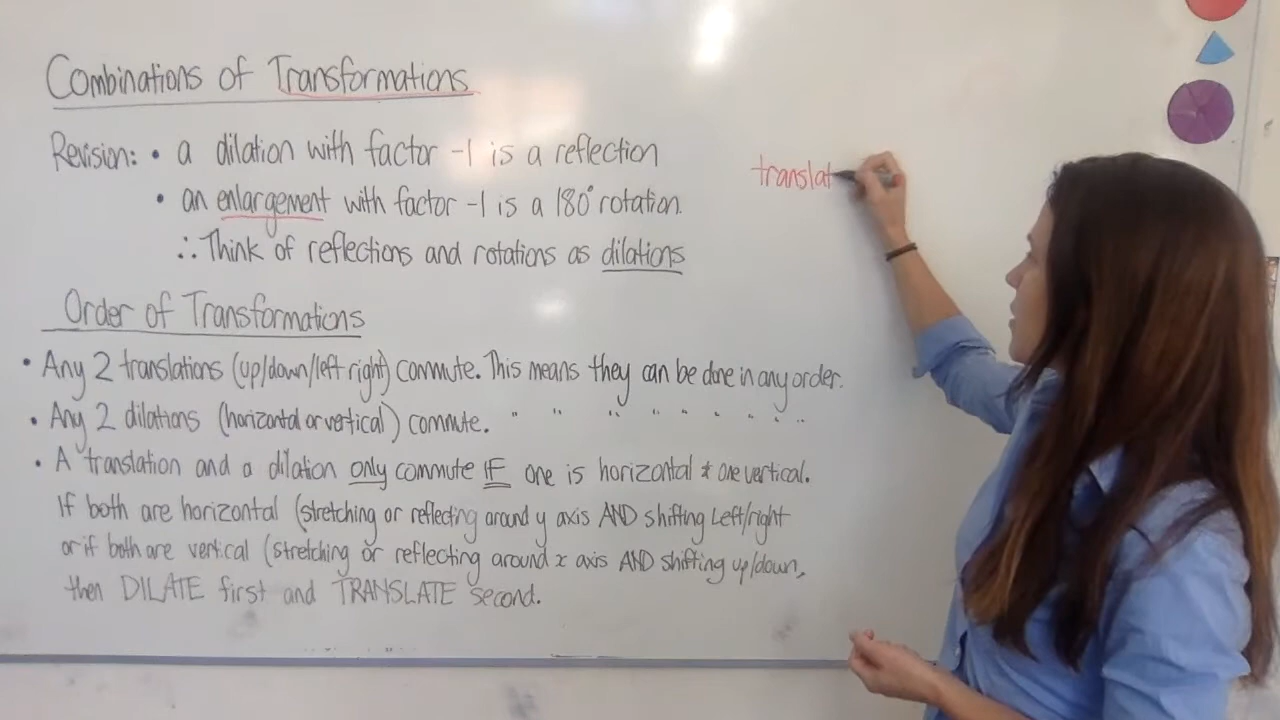 Combinations of Transformations
Revision: • a dilation with factor -1 is a reflection
• an enlargement with factor -1 is a 180° rotation.
∴ Think of reflections and rotations as dilations
translat
Order of Transformations
• Any 2 translations (up/down/left right) commute. This means they can be done in any order.
• Any 2 dilations (horizontal or vertical) commute. " " " " " " " "
• A translation and a dilation only commute IF one is horizontal & one vertical.
If both are horizontal (stretching or reflecting around y axis AND shifting Left/right
or if both are vertical (stretching or reflecting around x axis AND shifting up/down,
then DILATE first and TRANSLATE second.